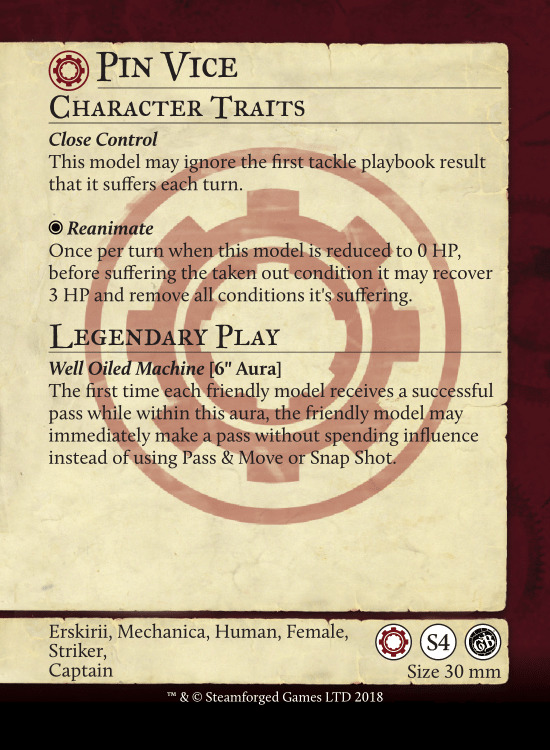 Pin Vice
Character Traits
Close Control
This model may ignore the first tackle playbook result
that it suffers each turn.
Reanimate
Once per turn when this model is reduced to 0 HP,
before suffering the taken out condition it may recover
3 HP and remove all conditions it's suffering.
Legendary Play
Well Oiled Machine [6" Aura]
The first time each friendly model receives a successful
pass while within this aura, the friendly model may
immediately make a pass without spending influence
instead of using Pass & Move or Snap Shot.
Erskirii, Mechanica, Human, Female,
Striker,
Captain
S4
GB
Size 30 mm
™ & © Steamforged Games LTD 2018